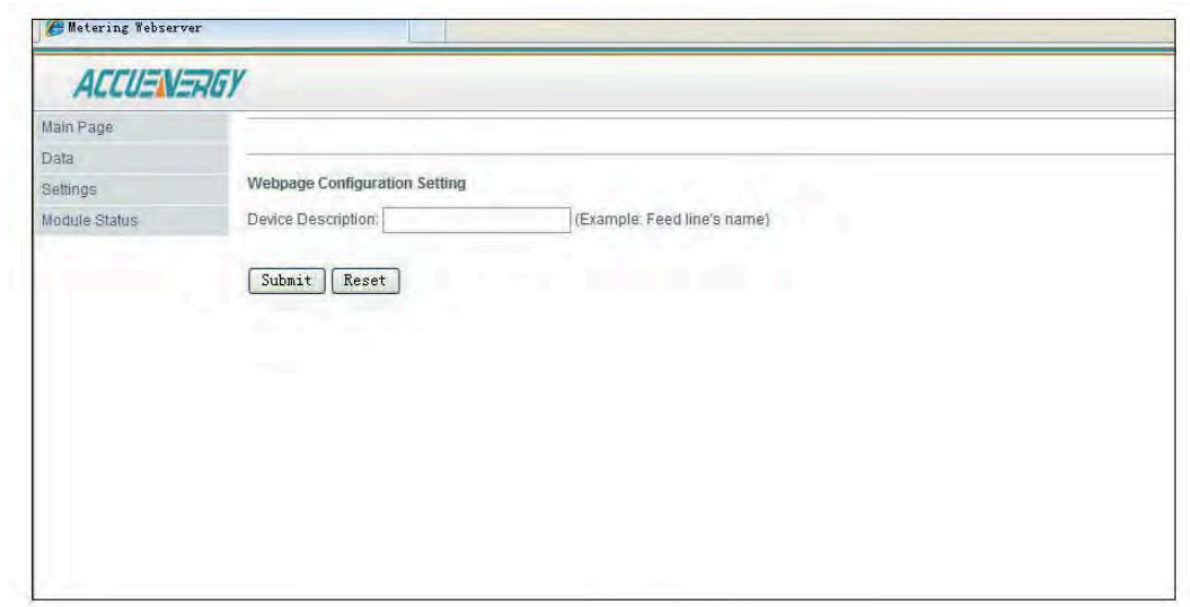 Metering Webserver
ACCUENERGY
Main Page
Data
Settings
Module Status
Webpage Configuration Setting
Device Description: (Example: Feed line's name)
Submit Reset